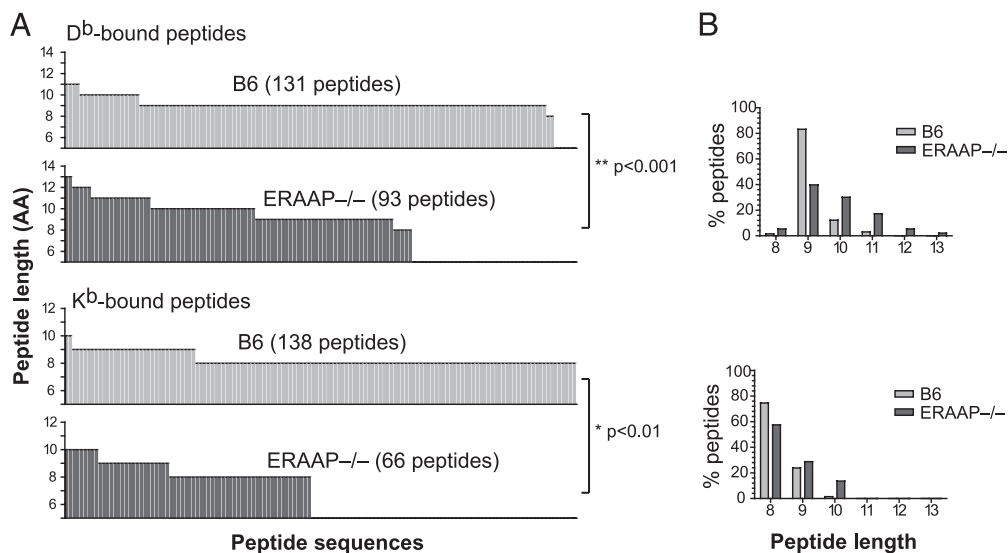 A
B
Peptide length (AA)
Dᵇ-bound peptides
14
12
10
8
6
B6 (131 peptides)
14
12
10
8
6
ERAAP–/– (93 peptides)
** p<0.001
Kᵇ-bound peptides
12
10
8
6
B6 (138 peptides)
12
10
8
6
ERAAP–/– (66 peptides)
* p<0.01
Peptide sequences
% peptides
100
80
60
40
20
0
B6
ERAAP–/–
8 9 10 11 12 13
% peptides
100
80
60
40
20
0
B6
ERAAP–/–
8 9 10 11 12 13
Peptide length